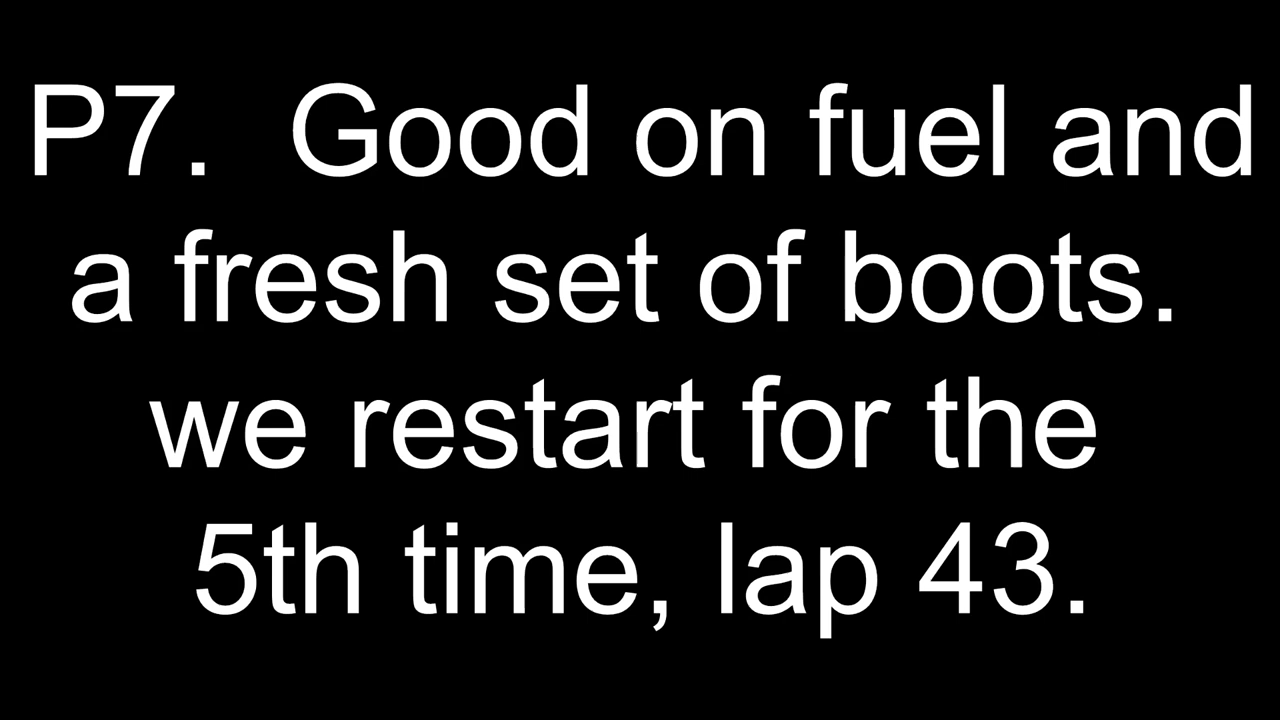 P7.  Good on fuel and
a fresh set of boots.
we restart for the
5th time, lap 43.